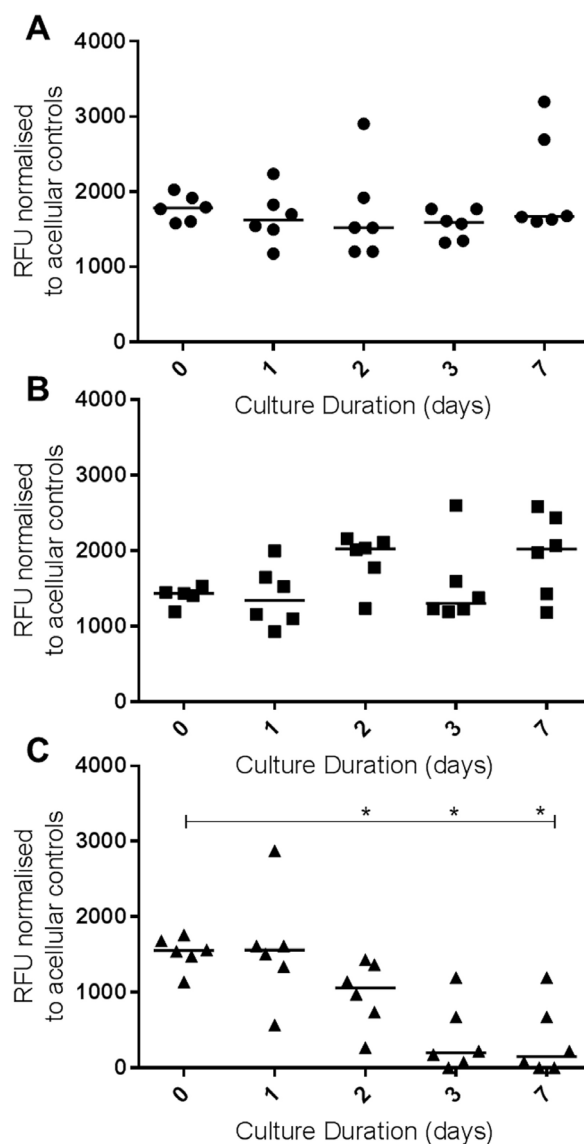 A
RFU normalised
to acellular controls
4000
3000
2000
1000
0
0 1 2 3 7
Culture Duration (days)
B
RFU normalised
to acellular controls
4000
3000
2000
1000
0
0 1 2 3 7
Culture Duration (days)
C
RFU normalised
to acellular controls
4000
3000
2000
1000
0
* * *
0 1 2 3 7
Culture Duration (days)